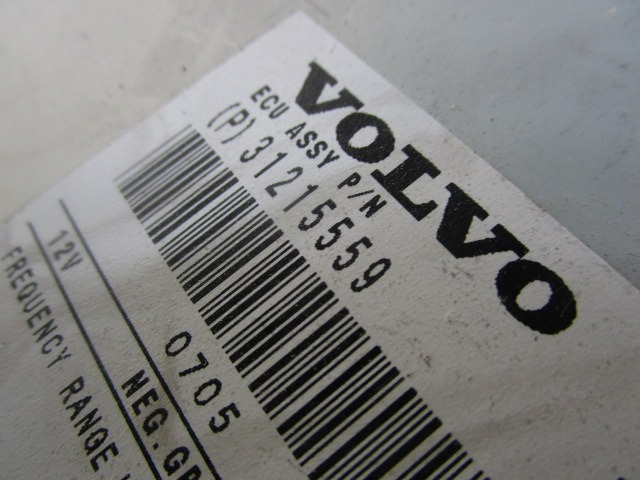 VOLVO
ECU ASSY P/N
(P)31215559
12V 0705
NEG.GR
FREQUENCY RANGE